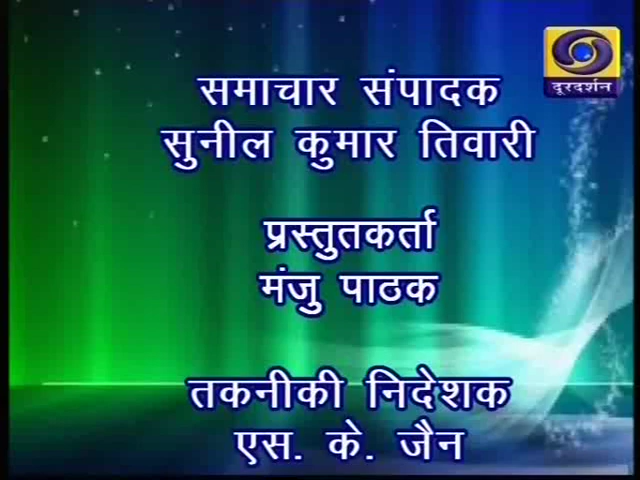 दूरदर्शन
समाचार संपादक
सुनील कुमार तिवारी
प्रस्तुतकर्ता
मंजु पाठक
तकनीकी निदेशक
एस. के. जैन